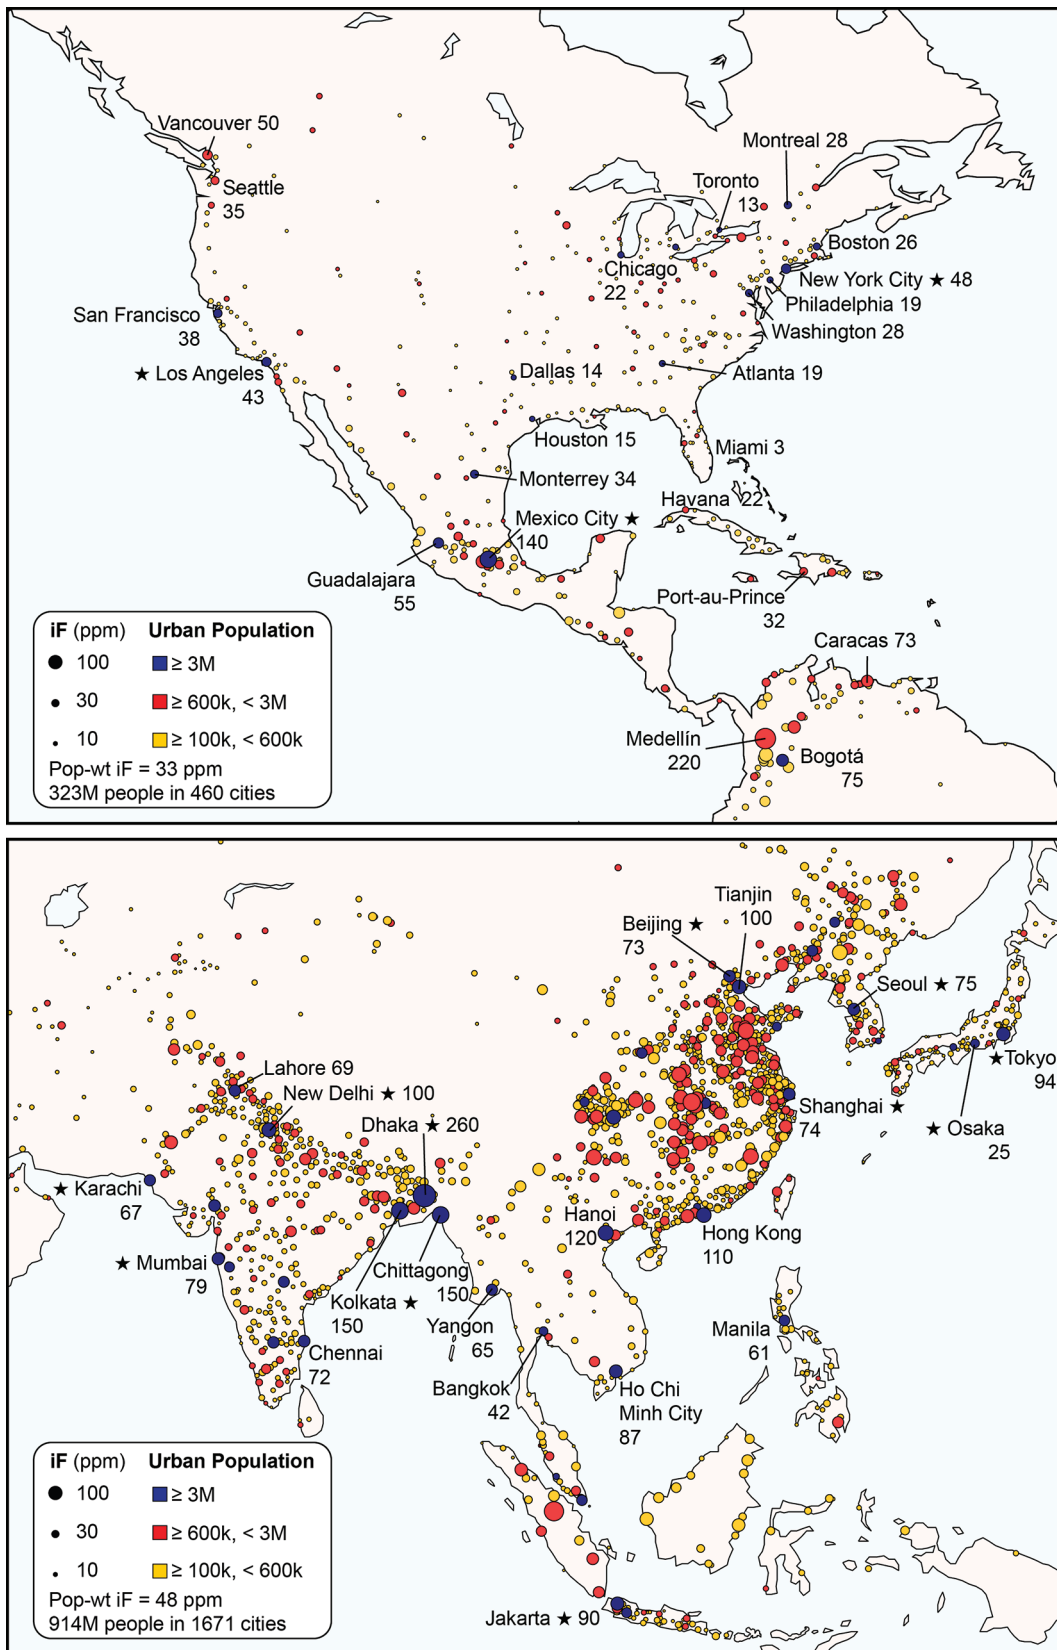 Vancouver 50
Seattle
35
Montreal 28
Toronto
13
Boston 26
Chicago
22
New York City ★ 48
Philadelphia 19
Washington 28
San Francisco
38
★ Los Angeles
43
Dallas 14
Atlanta 19
Houston 15
Miami 3
Monterrey 34
Havana 22
Mexico City ★
140
Guadalajara
55
Port-au-Prince
32
Caracas 73
Medellín
220
Bogotá
75
iF (ppm) Urban Population
100 ≥ 3M
30 ≥ 600k, < 3M
10 ≥ 100k, < 600k
Pop-wt iF = 33 ppm
323M people in 460 cities
Tianjin
100
Beijing ★
73
Seoul ★ 75
★Tokyo
94
Lahore 69
New Delhi ★ 100
Dhaka ★ 260
Shanghai ★
74
★ Osaka
25
★ Karachi
67
Hanoi
120
Hong Kong
110
★ Mumbai
79
Chittagong
150
Kolkata ★
150
Yangon
65
Manila
61
Chennai
72
Bangkok
42
Ho Chi
Minh City
87
iF (ppm) Urban Population
100 ≥ 3M
30 ≥ 600k, < 3M
10 ≥ 100k, < 600k
Pop-wt iF = 48 ppm
914M people in 1671 cities
Jakarta ★ 90